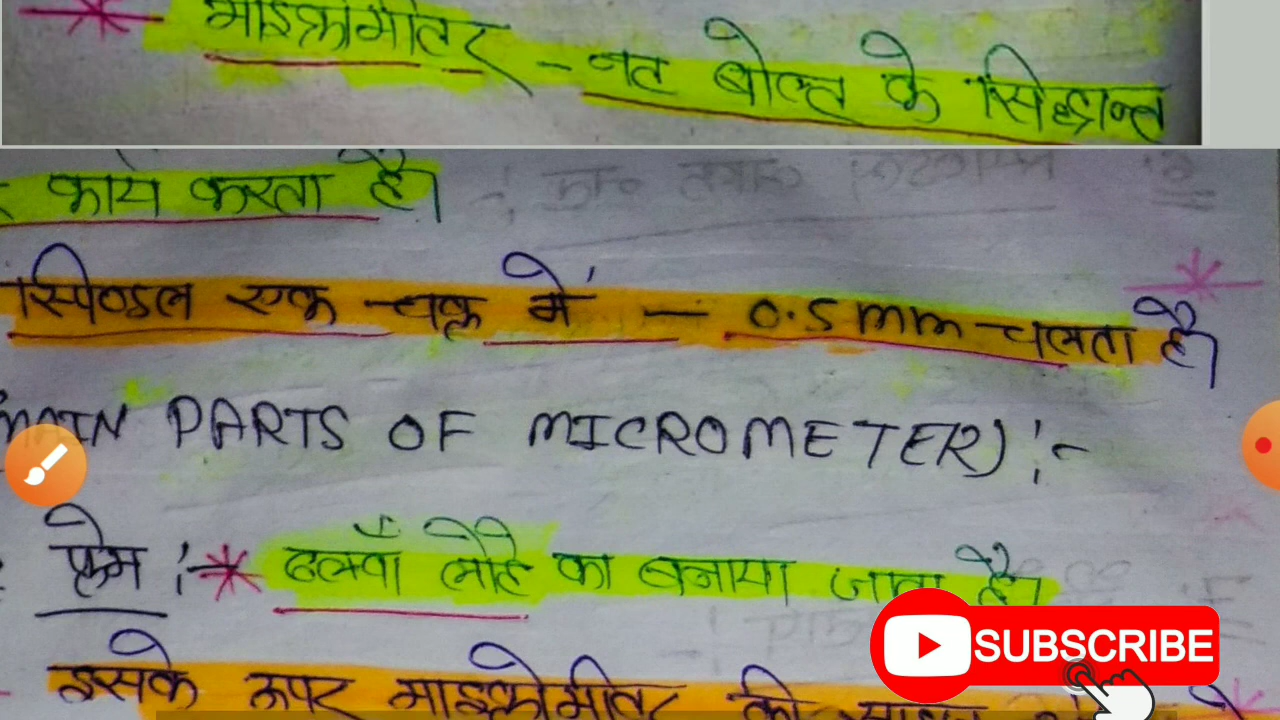 माइक्रोमीटर - नट बोल्ट के सिद्धान्त
कार्य करता है।
स्पिण्डल एक चक्र में - 0.5 mm चलता है।
MAIN PARTS OF MICROMETER) :-
फ्रेम :- ढलवाँ लोहे का बनाया जाता है।
SUBSCRIBE
इसके ऊपर माइक्रोमीटर की